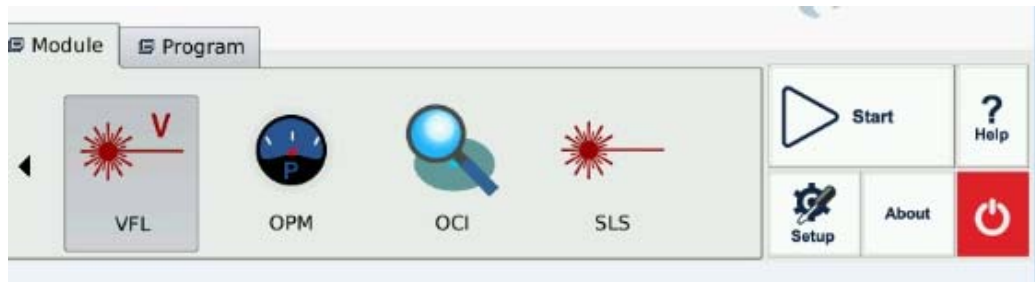 Module
Program
V
P
VFL
OPM
OCI
SLS
Start
?
Help
Setup
About